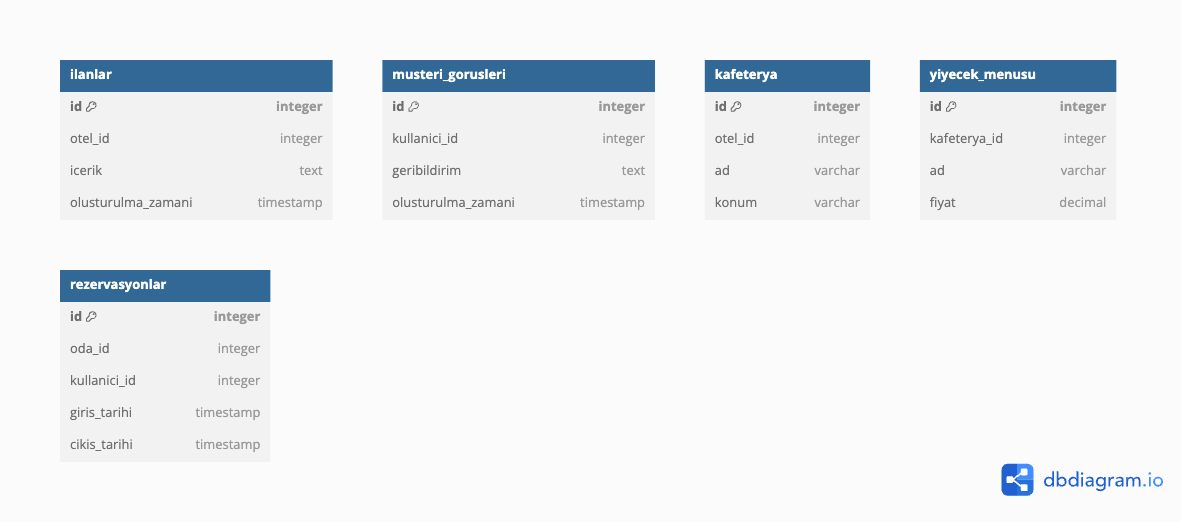 ilanlar
id integer
otel_id integer
icerik text
olusturulma_zamani timestamp
musteri_gorusleri
id integer
kullanici_id integer
geribildirim text
olusturulma_zamani timestamp
kafeterya
id integer
otel_id integer
ad varchar
konum varchar
yiyecek_menusu
id integer
kafeterya_id integer
ad varchar
fiyat decimal
rezervasyonlar
id integer
oda_id integer
kullanici_id integer
giris_tarihi timestamp
cikis_tarihi timestamp
dbdiagram.io